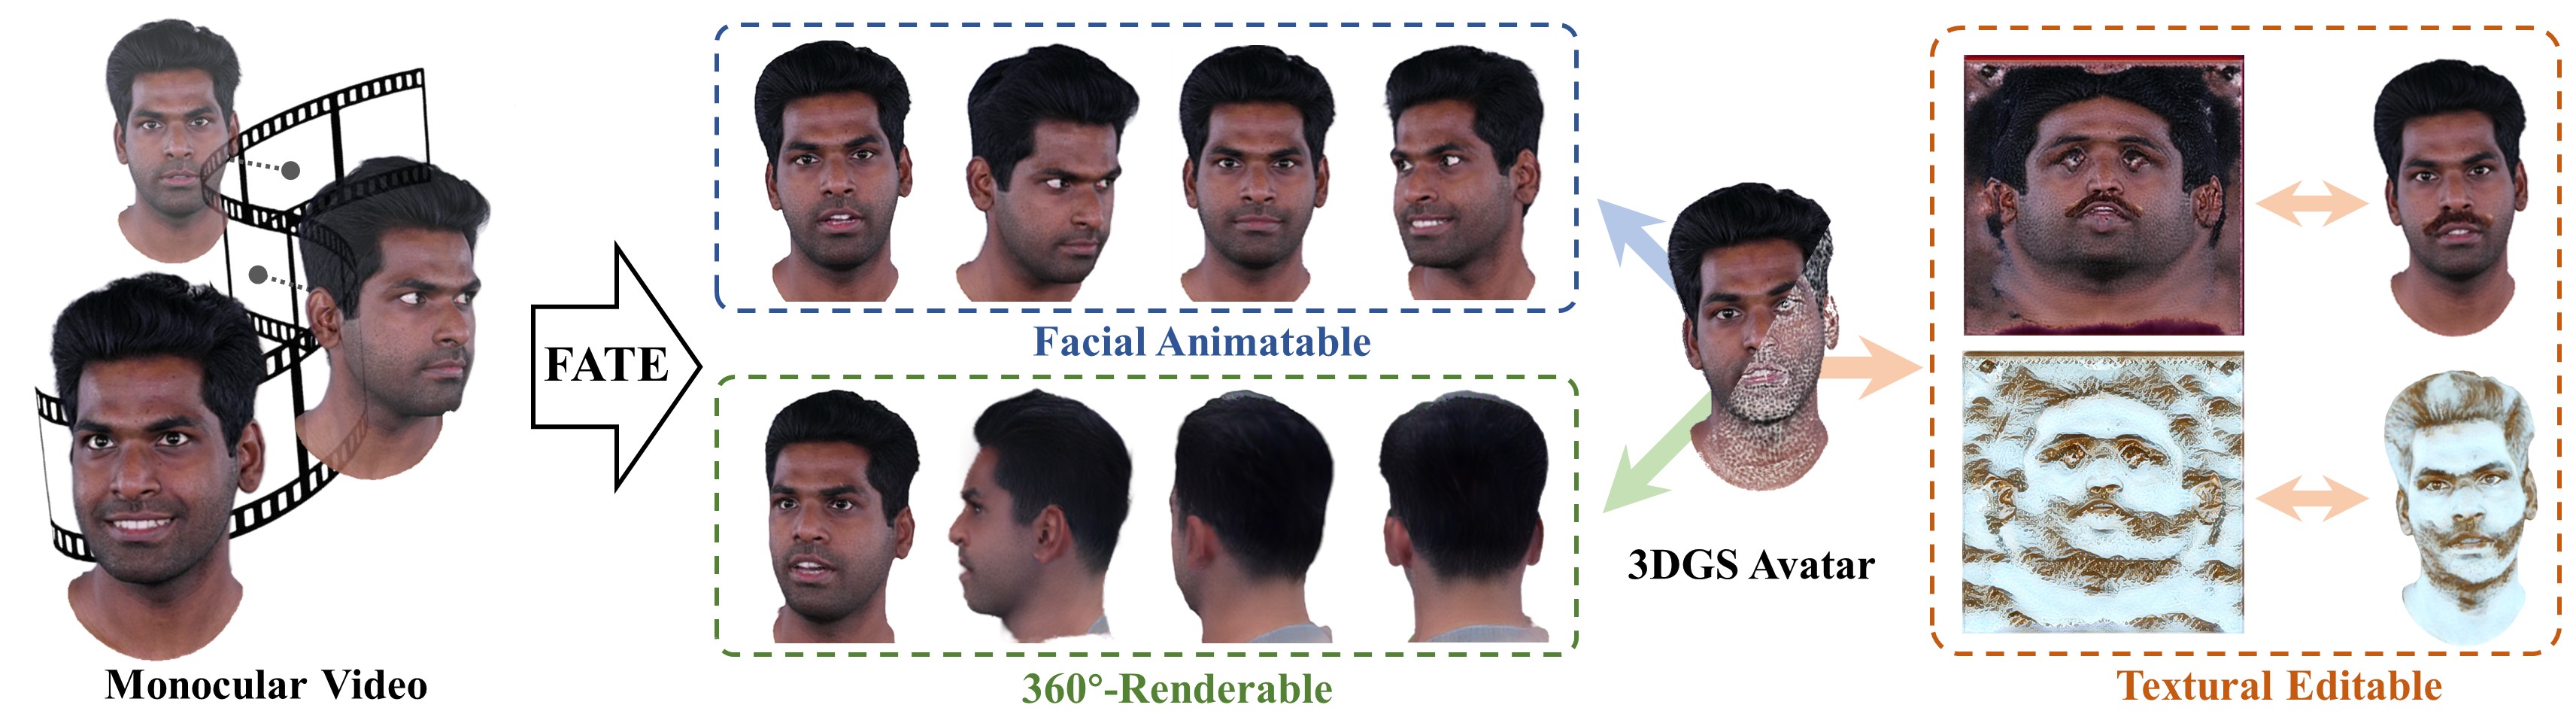 Monocular Video
FATE
Facial Animatable
360°-Renderable
3DGS Avatar
Textural Editable